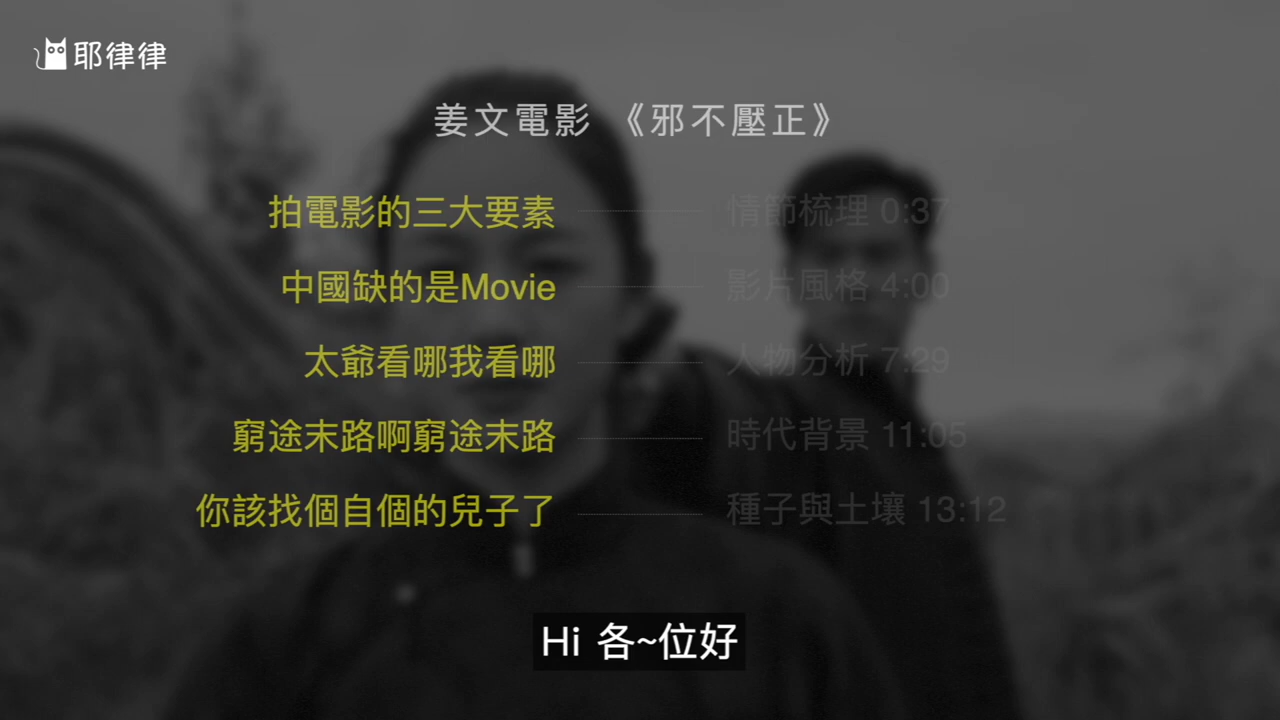 耶律律
姜文電影 《邪不壓正》
拍電影的三大要素 情節梳理 0:37
中國缺的是Movie 影片風格 4:00
太爺看哪我看哪 人物分析 7:29
窮途末路啊窮途末路 時代背景 11:05
你該找個自個的兒子了 種子與土壤 13:12
Hi 各~位好